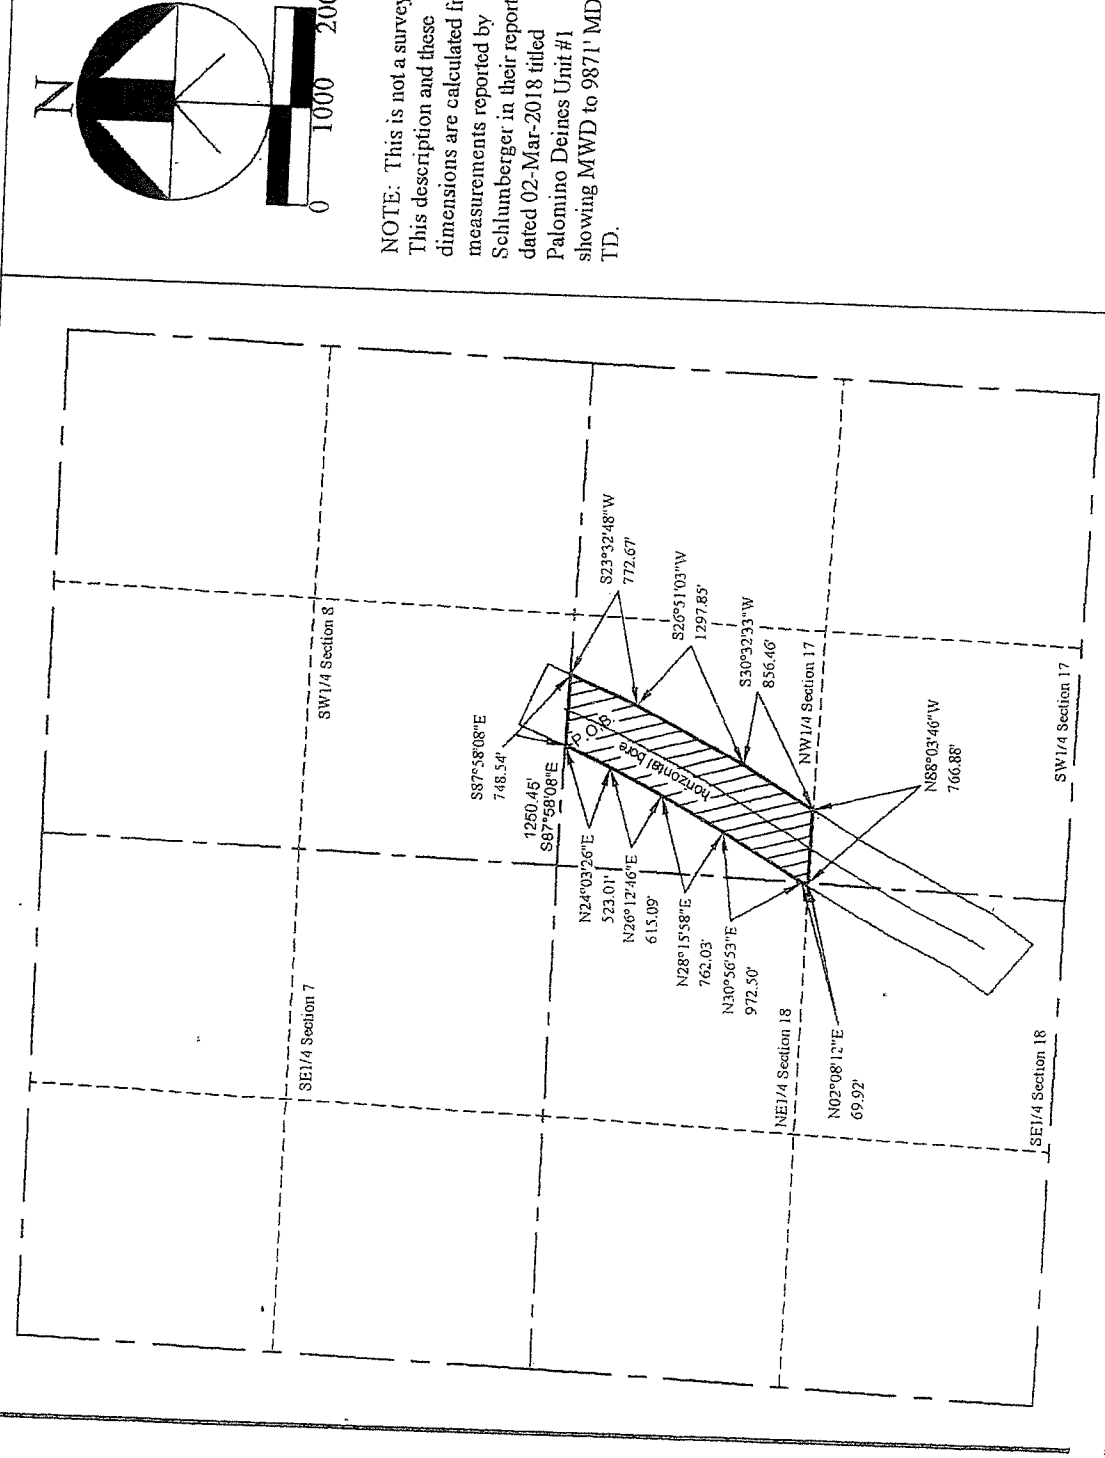 N
0
1000
NOTE: This is not a survey
This description and these
dimensions are calculated
measurements reported by
Schlumberger in their report
dated 02-Mar-2018 titled
Palomino Deines Unit #1
showing MWD to 9871' MD
TD.
SW1/4 Section 8
SE1/4 Section 7
S87°58'08"E
748.54'
1250.45'
S87°58'08"E
P.O.B.
horizontal bore
S23°32'48"W
772.67'
S26°51'03"W
1297.85'
S30°32'33"W
856.46'
NW1/4 Section 17
N88°03'46"W
766.88'
SW1/4 Section 17
N24°03'26"E
523.01'
N26°12'46"E
615.09'
N28°15'58"E
762.03'
N30°56'53"E
972.50'
NE1/4 Section 18
N02°08'12"E
69.92'
SE1/4 Section 18